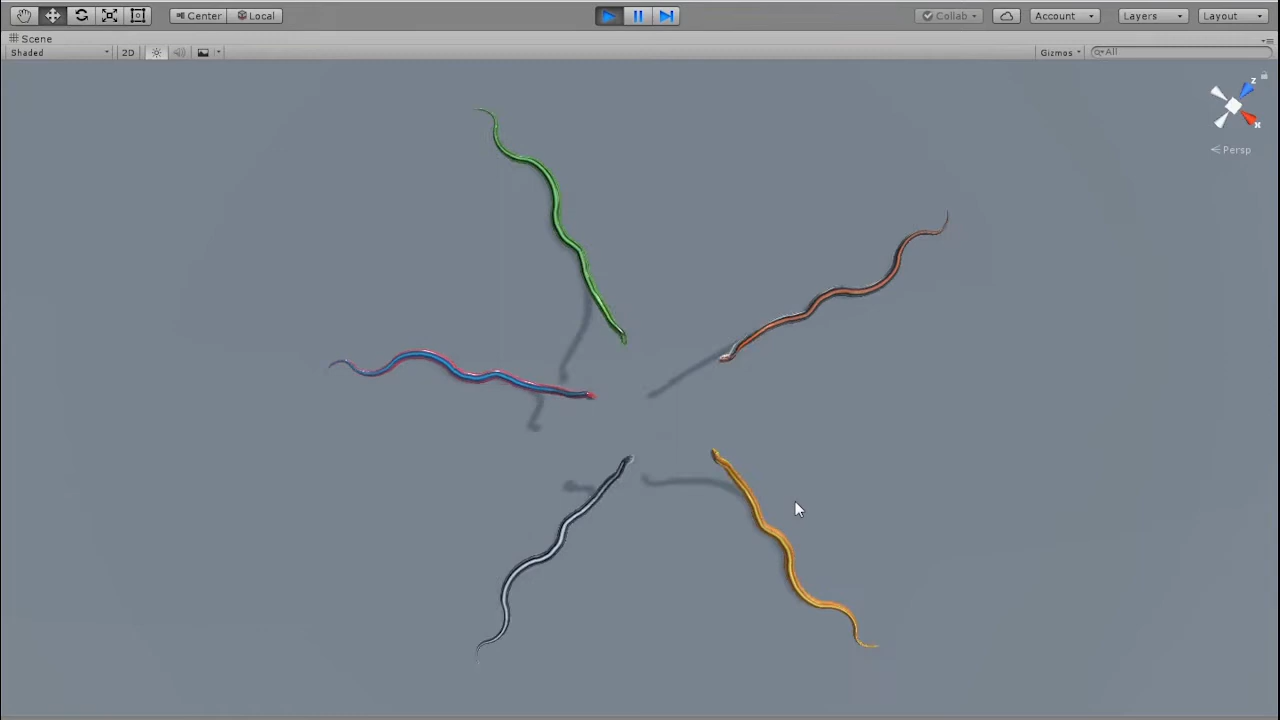 Center Local Collab Account Layers Layout
Scene
Shaded 2D Gizmos All
z
x
Persp